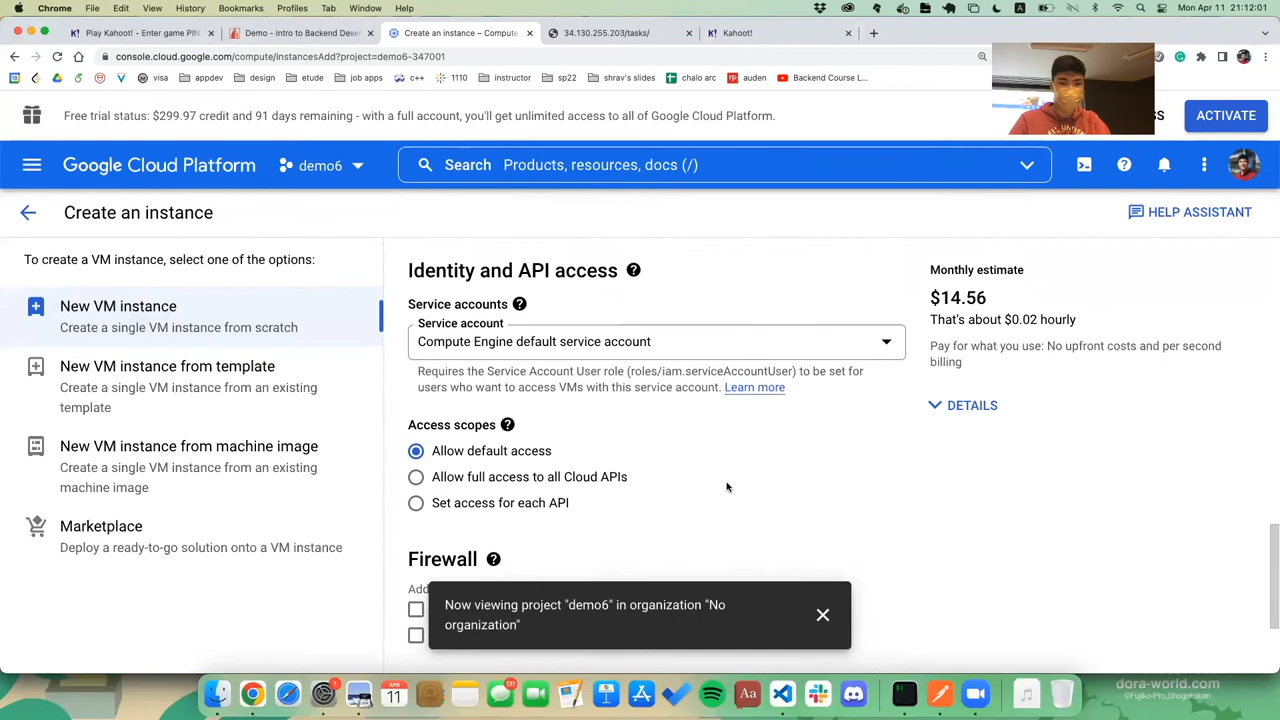 Chrome File Edit View History Bookmarks Profiles Tab Window Help
Mon Apr 11 21:12:01
Play Kahoot! - Enter game PIN
Demo - Intro to Backend Devel
Create an instance – Compute
34.130.255.203/tasks/
Kahoot!
console.cloud.google.com/compute/instancesAdd?project=demo6-347001
visa
appdev
design
etude
job apps
c++
1110
instructor
sp22
shrav's slides
chalo arc
auden
Backend Course L...
Free trial status: $299.97 credit and 91 days remaining - with a full account, you'll get unlimited access to all of Google Cloud Platform.
SS
ACTIVATE
Google Cloud Platform
demo6
Search Products, resources, docs (/)
Create an instance
HELP ASSISTANT
To create a VM instance, select one of the options:
New VM instance
Create a single VM instance from scratch
New VM instance from template
Create a single VM instance from an existing
template
New VM instance from machine image
Create a single VM instance from an existing
machine image
Marketplace
Deploy a ready-to-go solution onto a VM instance
Identity and API access
Service accounts
Service account
Compute Engine default service account
Requires the Service Account User role (roles/iam.serviceAccountUser) to be set for
users who want to access VMs with this service account. Learn more
Access scopes
Allow default access
Allow full access to all Cloud APIs
Set access for each API
Firewall
Add
Now viewing project "demo6" in organization "No
organization"
Monthly estimate
$14.56
That's about $0.02 hourly
Pay for what you use: No upfront costs and per second
billing
DETAILS
APR
11
131
1
Aa
dora-world.com
©Fujiko-Pro,Shogakukan